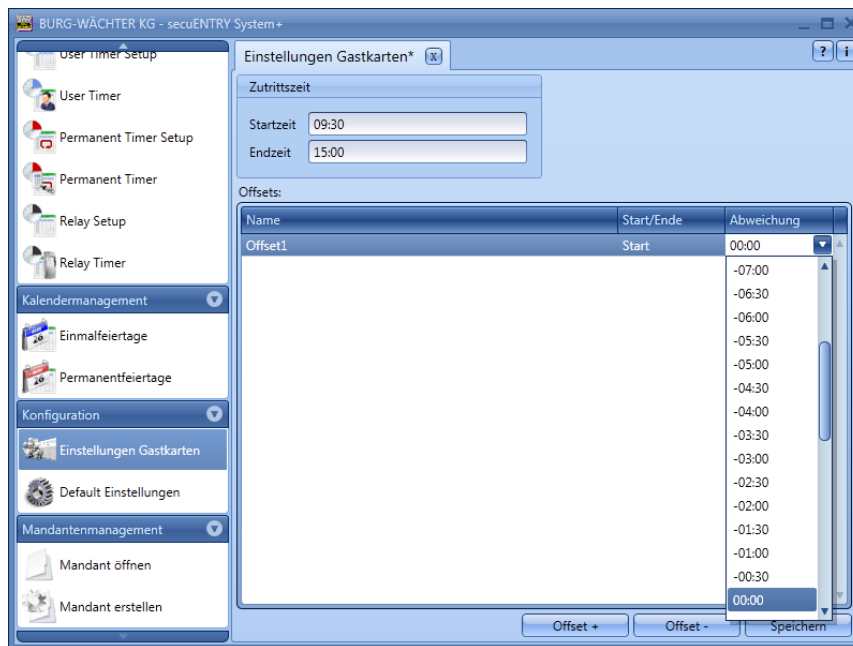 BURG-WÄCHTER KG - secuENTRY System+
User Timer Setup
User Timer
Permanent Timer Setup
Permanent Timer
Relay Setup
Relay Timer
Kalendermanagement
Einmalfeiertage
Permanentfeiertage
Konfiguration
Einstellungen Gastkarten
Default Einstellungen
Mandantenmanagement
Mandant öffnen
Mandant erstellen
Einstellungen Gastkarten* X
? i
Zutrittszeit
Startzeit 09:30
Endzeit 15:00
Offsets:
Name Start/Ende Abweichung
Offset1 Start 00:00
-07:00
-06:30
-06:00
-05:30
-05:00
-04:30
-04:00
-03:30
-03:00
-02:30
-02:00
-01:30
-01:00
-00:30
00:00
Offset + Offset - Speichern